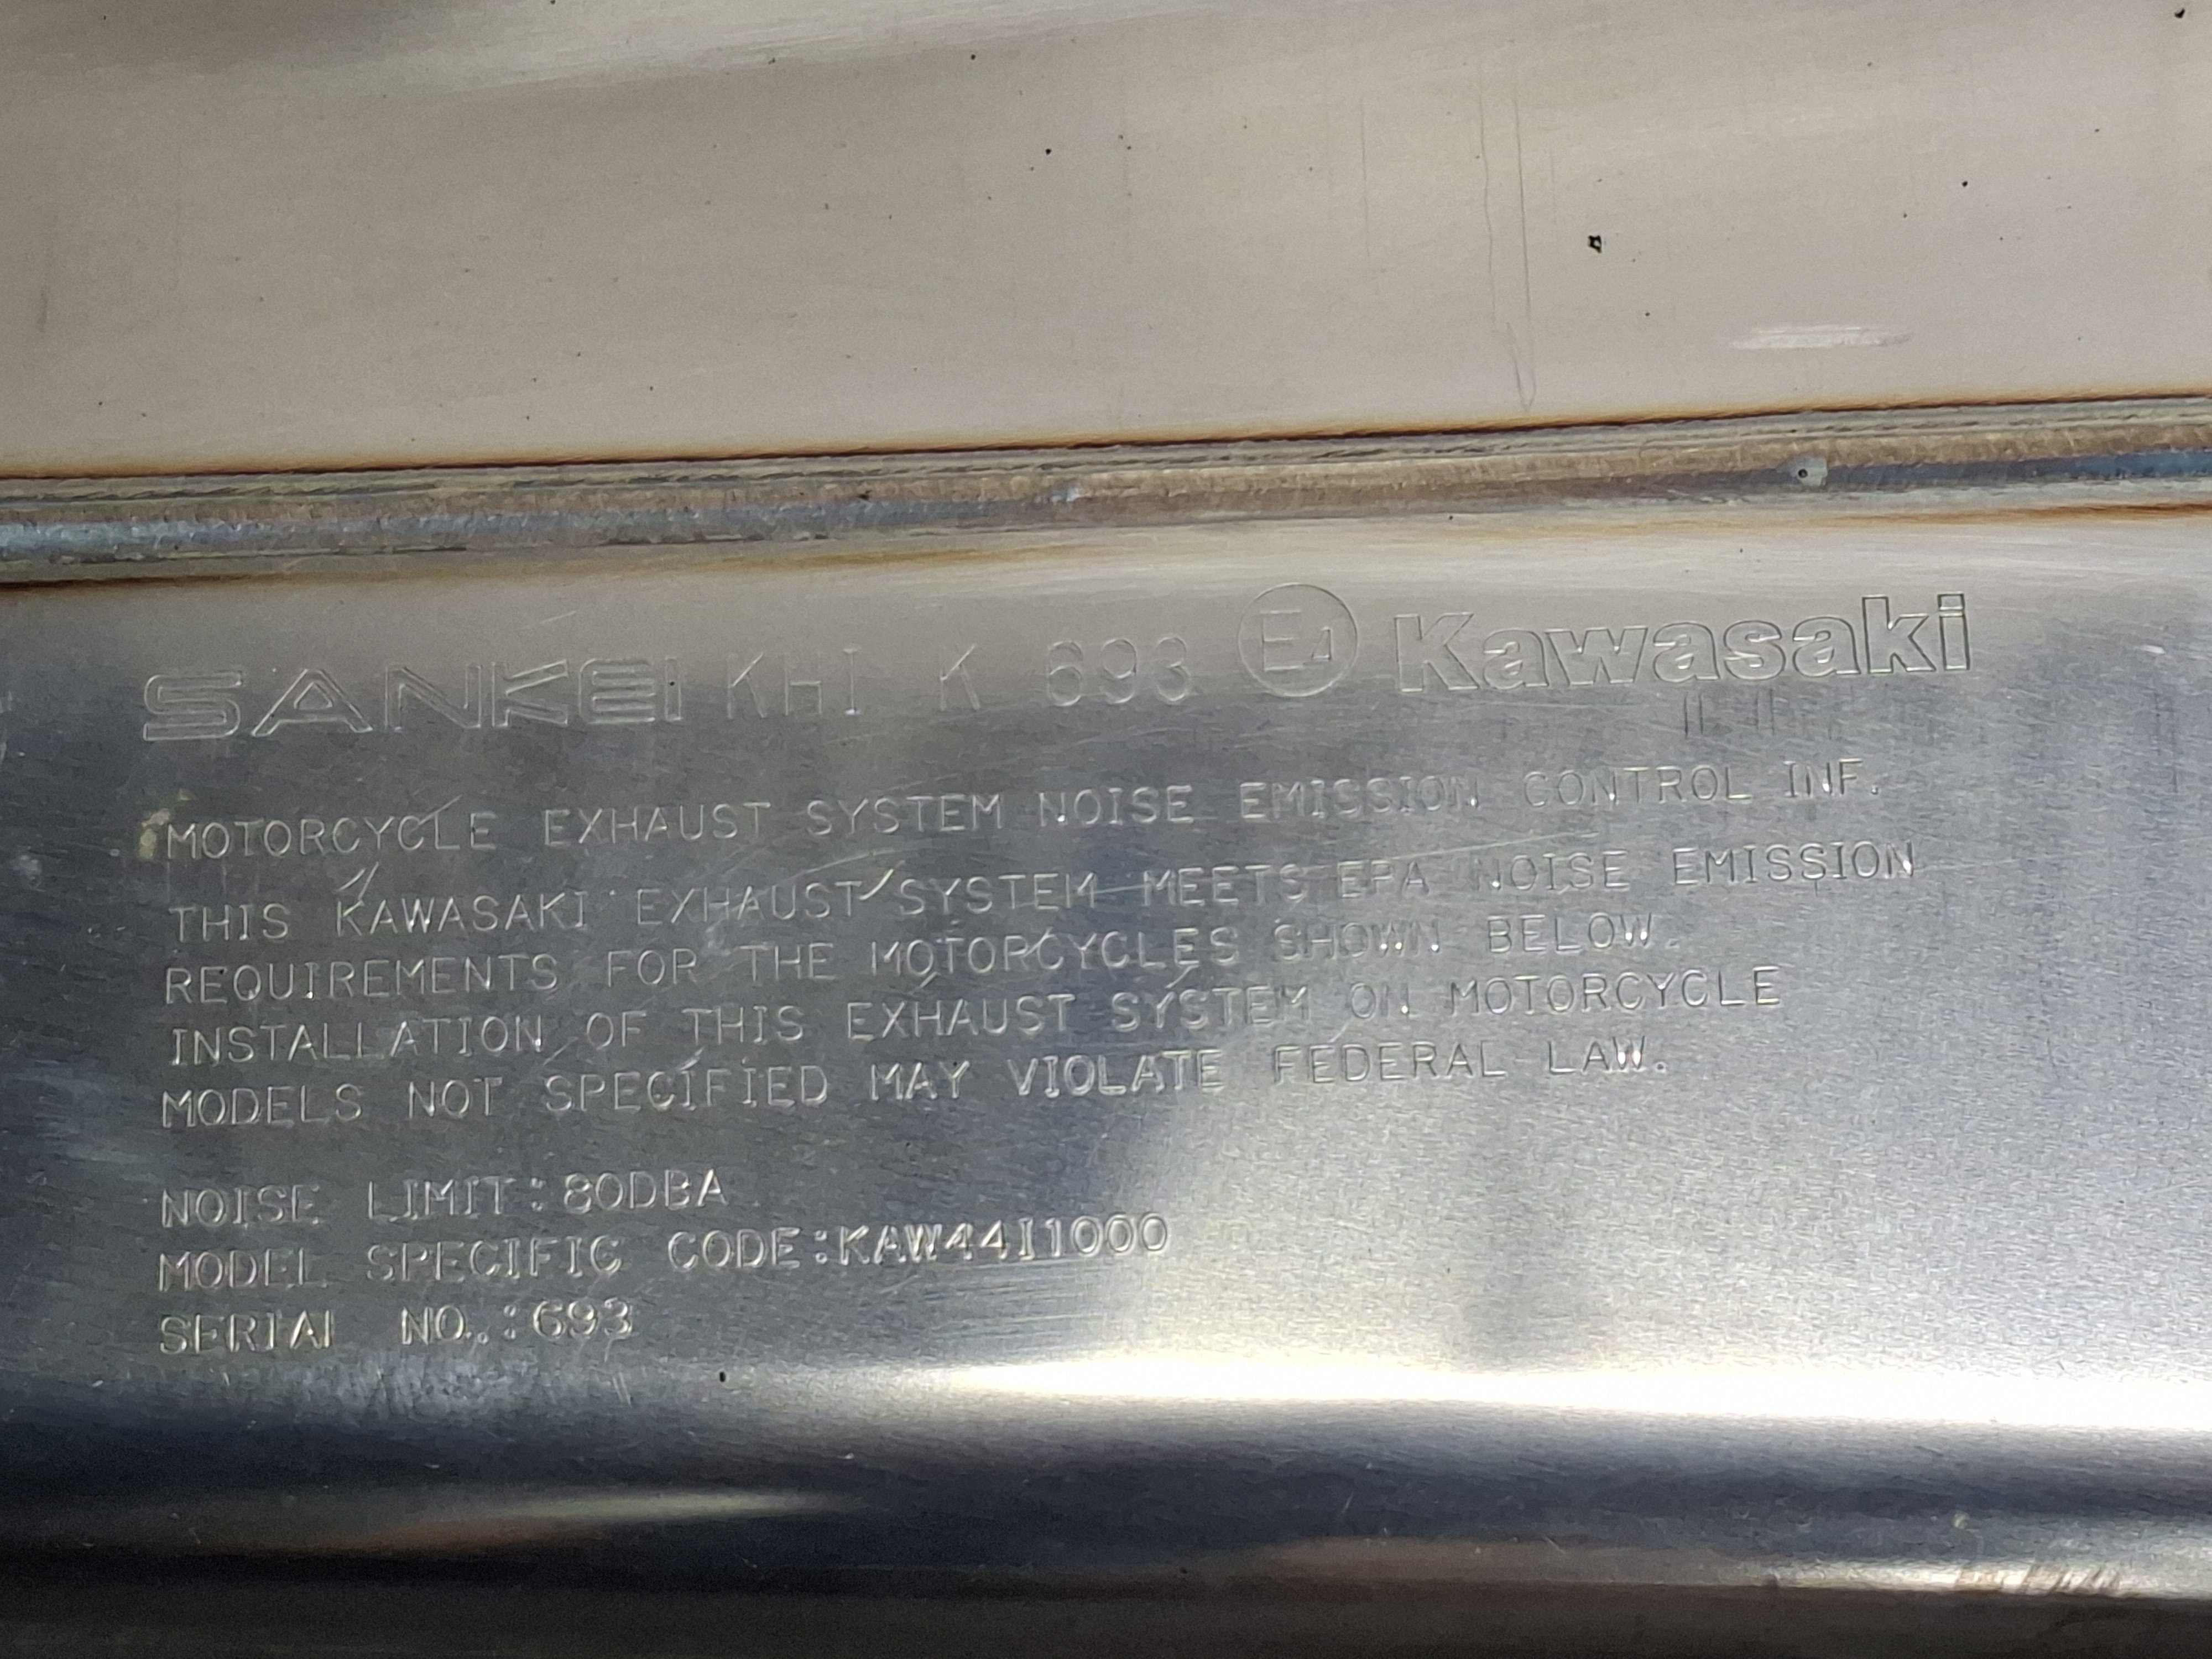 SANKEI KHI K 693 E4 Kawasaki
MOTORCYCLE EXHAUST SYSTEM NOISE EMISSION CONTROL INF.
THIS KAWASAKI EXHAUST SYSTEM MEETS EPA NOISE EMISSION
REQUIREMENTS FOR THE MOTORCYCLES SHOWN BELOW.
INSTALLATION OF THIS EXHAUST SYSTEM ON MOTORCYCLE
MODELS NOT SPECIFIED MAY VIOLATE FEDERAL LAW.
NOISE LIMIT:80DBA
MODEL SPECIFIC CODE:KAW44I1000
SERIAL NO.:693